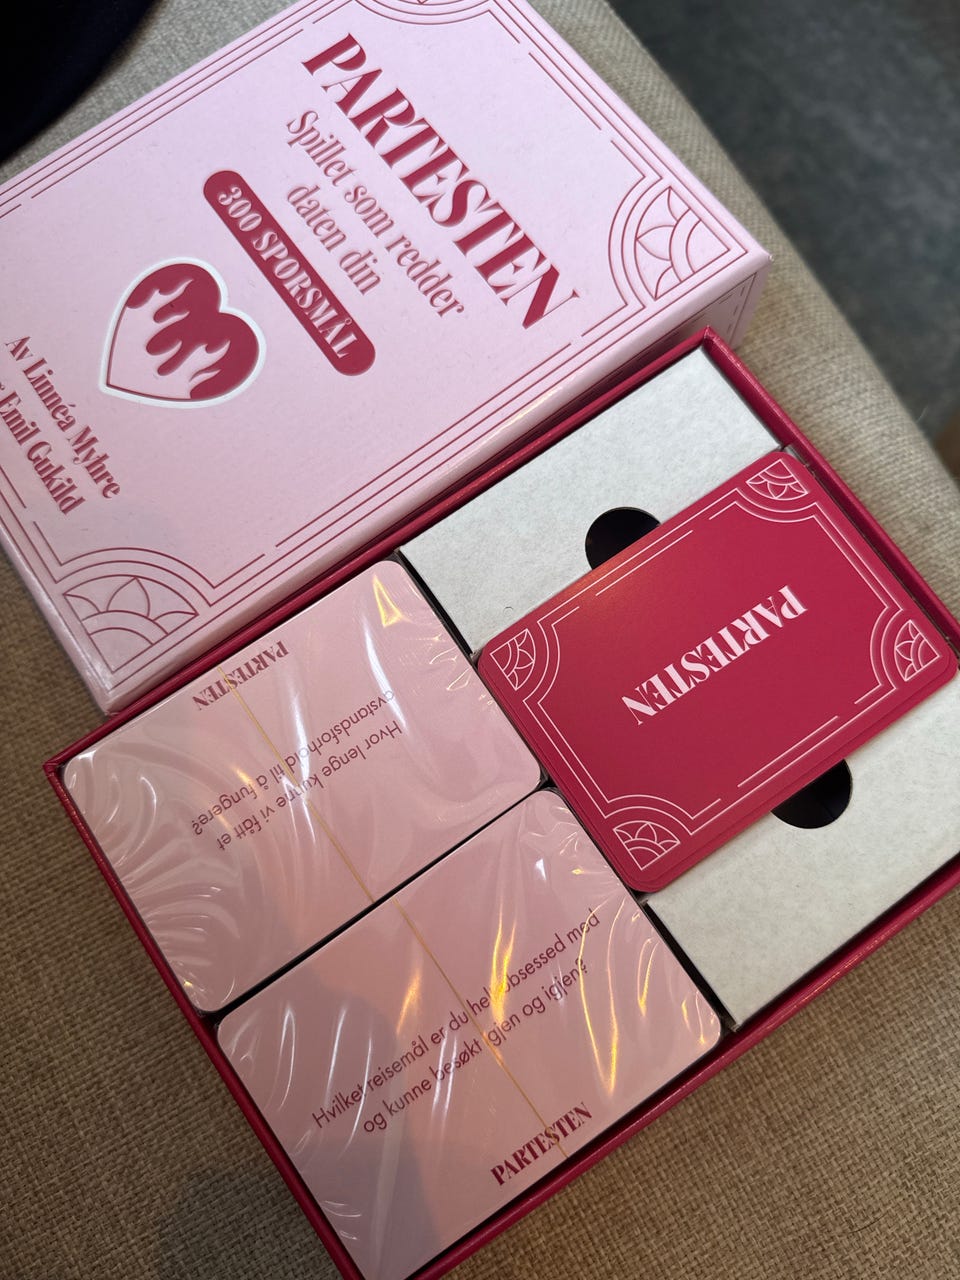 PARTESTEN
Spillet som redder
daten din
300 SPØRSMÅL
Av Linnéa Myhre
Emil Gukild
PARTESTEN
PARTESTEN
Hvor lenge kunne vi fått et
avstandsforhold til å fungere?
Hvilket reisemål er du helt obsessed med
og kunne besøkt igjen og igjen?
PARTESTEN